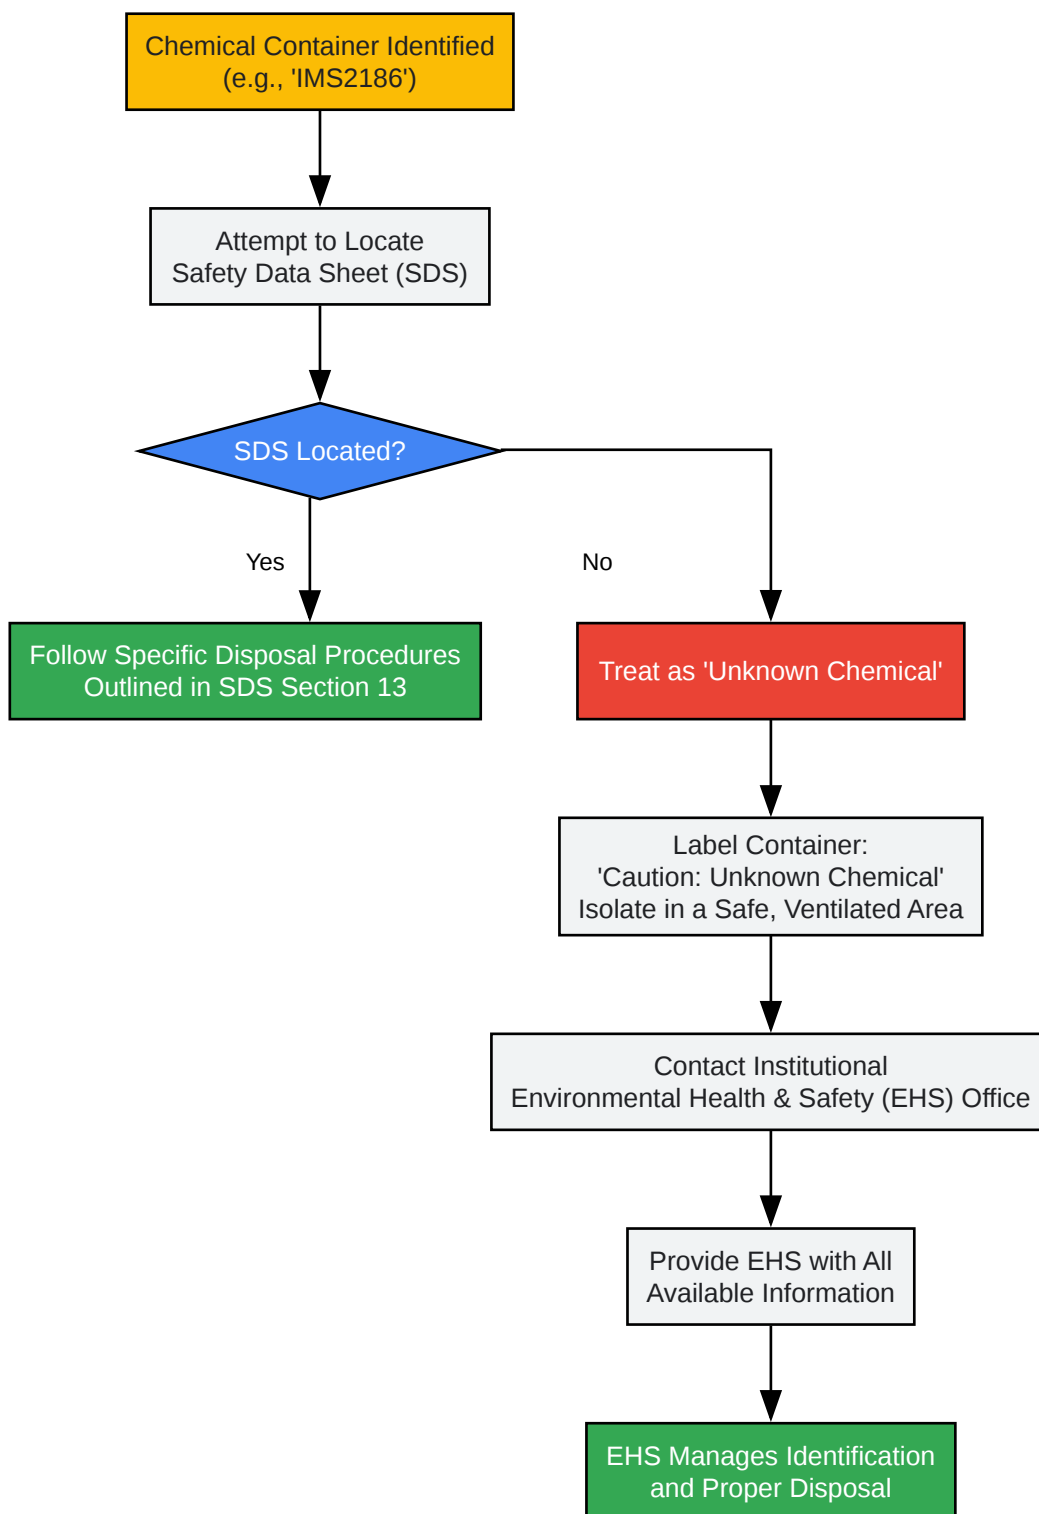 Chemical Container Identified
(e.g., 'IMS2186')
Attempt to Locate
Safety Data Sheet (SDS)
SDS Located?
Yes
No
Follow Specific Disposal Procedures
Outlined in SDS Section 13
Treat as 'Unknown Chemical'
Label Container:
'Caution: Unknown Chemical'
Isolate in a Safe, Ventilated Area
Contact Institutional
Environmental Health & Safety (EHS) Office
Provide EHS with All
Available Information
EHS Manages Identification
and Proper Disposal